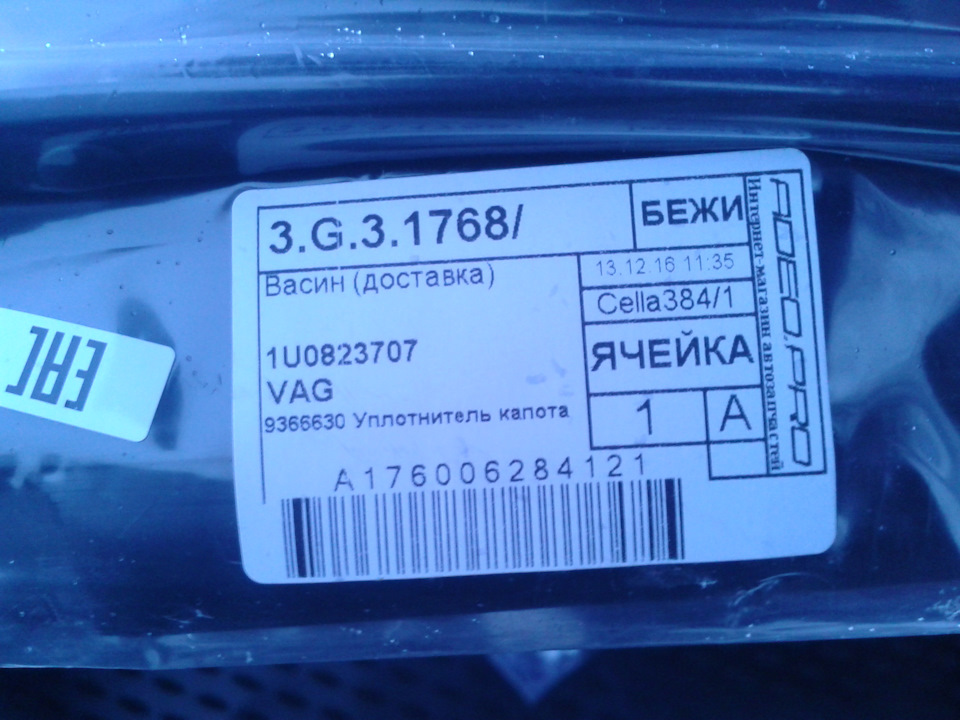 3.G.3.1768/
БЕЖИ
Васин (доставка)
13.12.16 11:35
Cella384/1
1U0823707
VAG
9366630 Уплотнитель капота
ЯЧЕЙКА
1
A
A176006284121
ADEO.PRO
Интернет-магазин автозапчастей
EAC